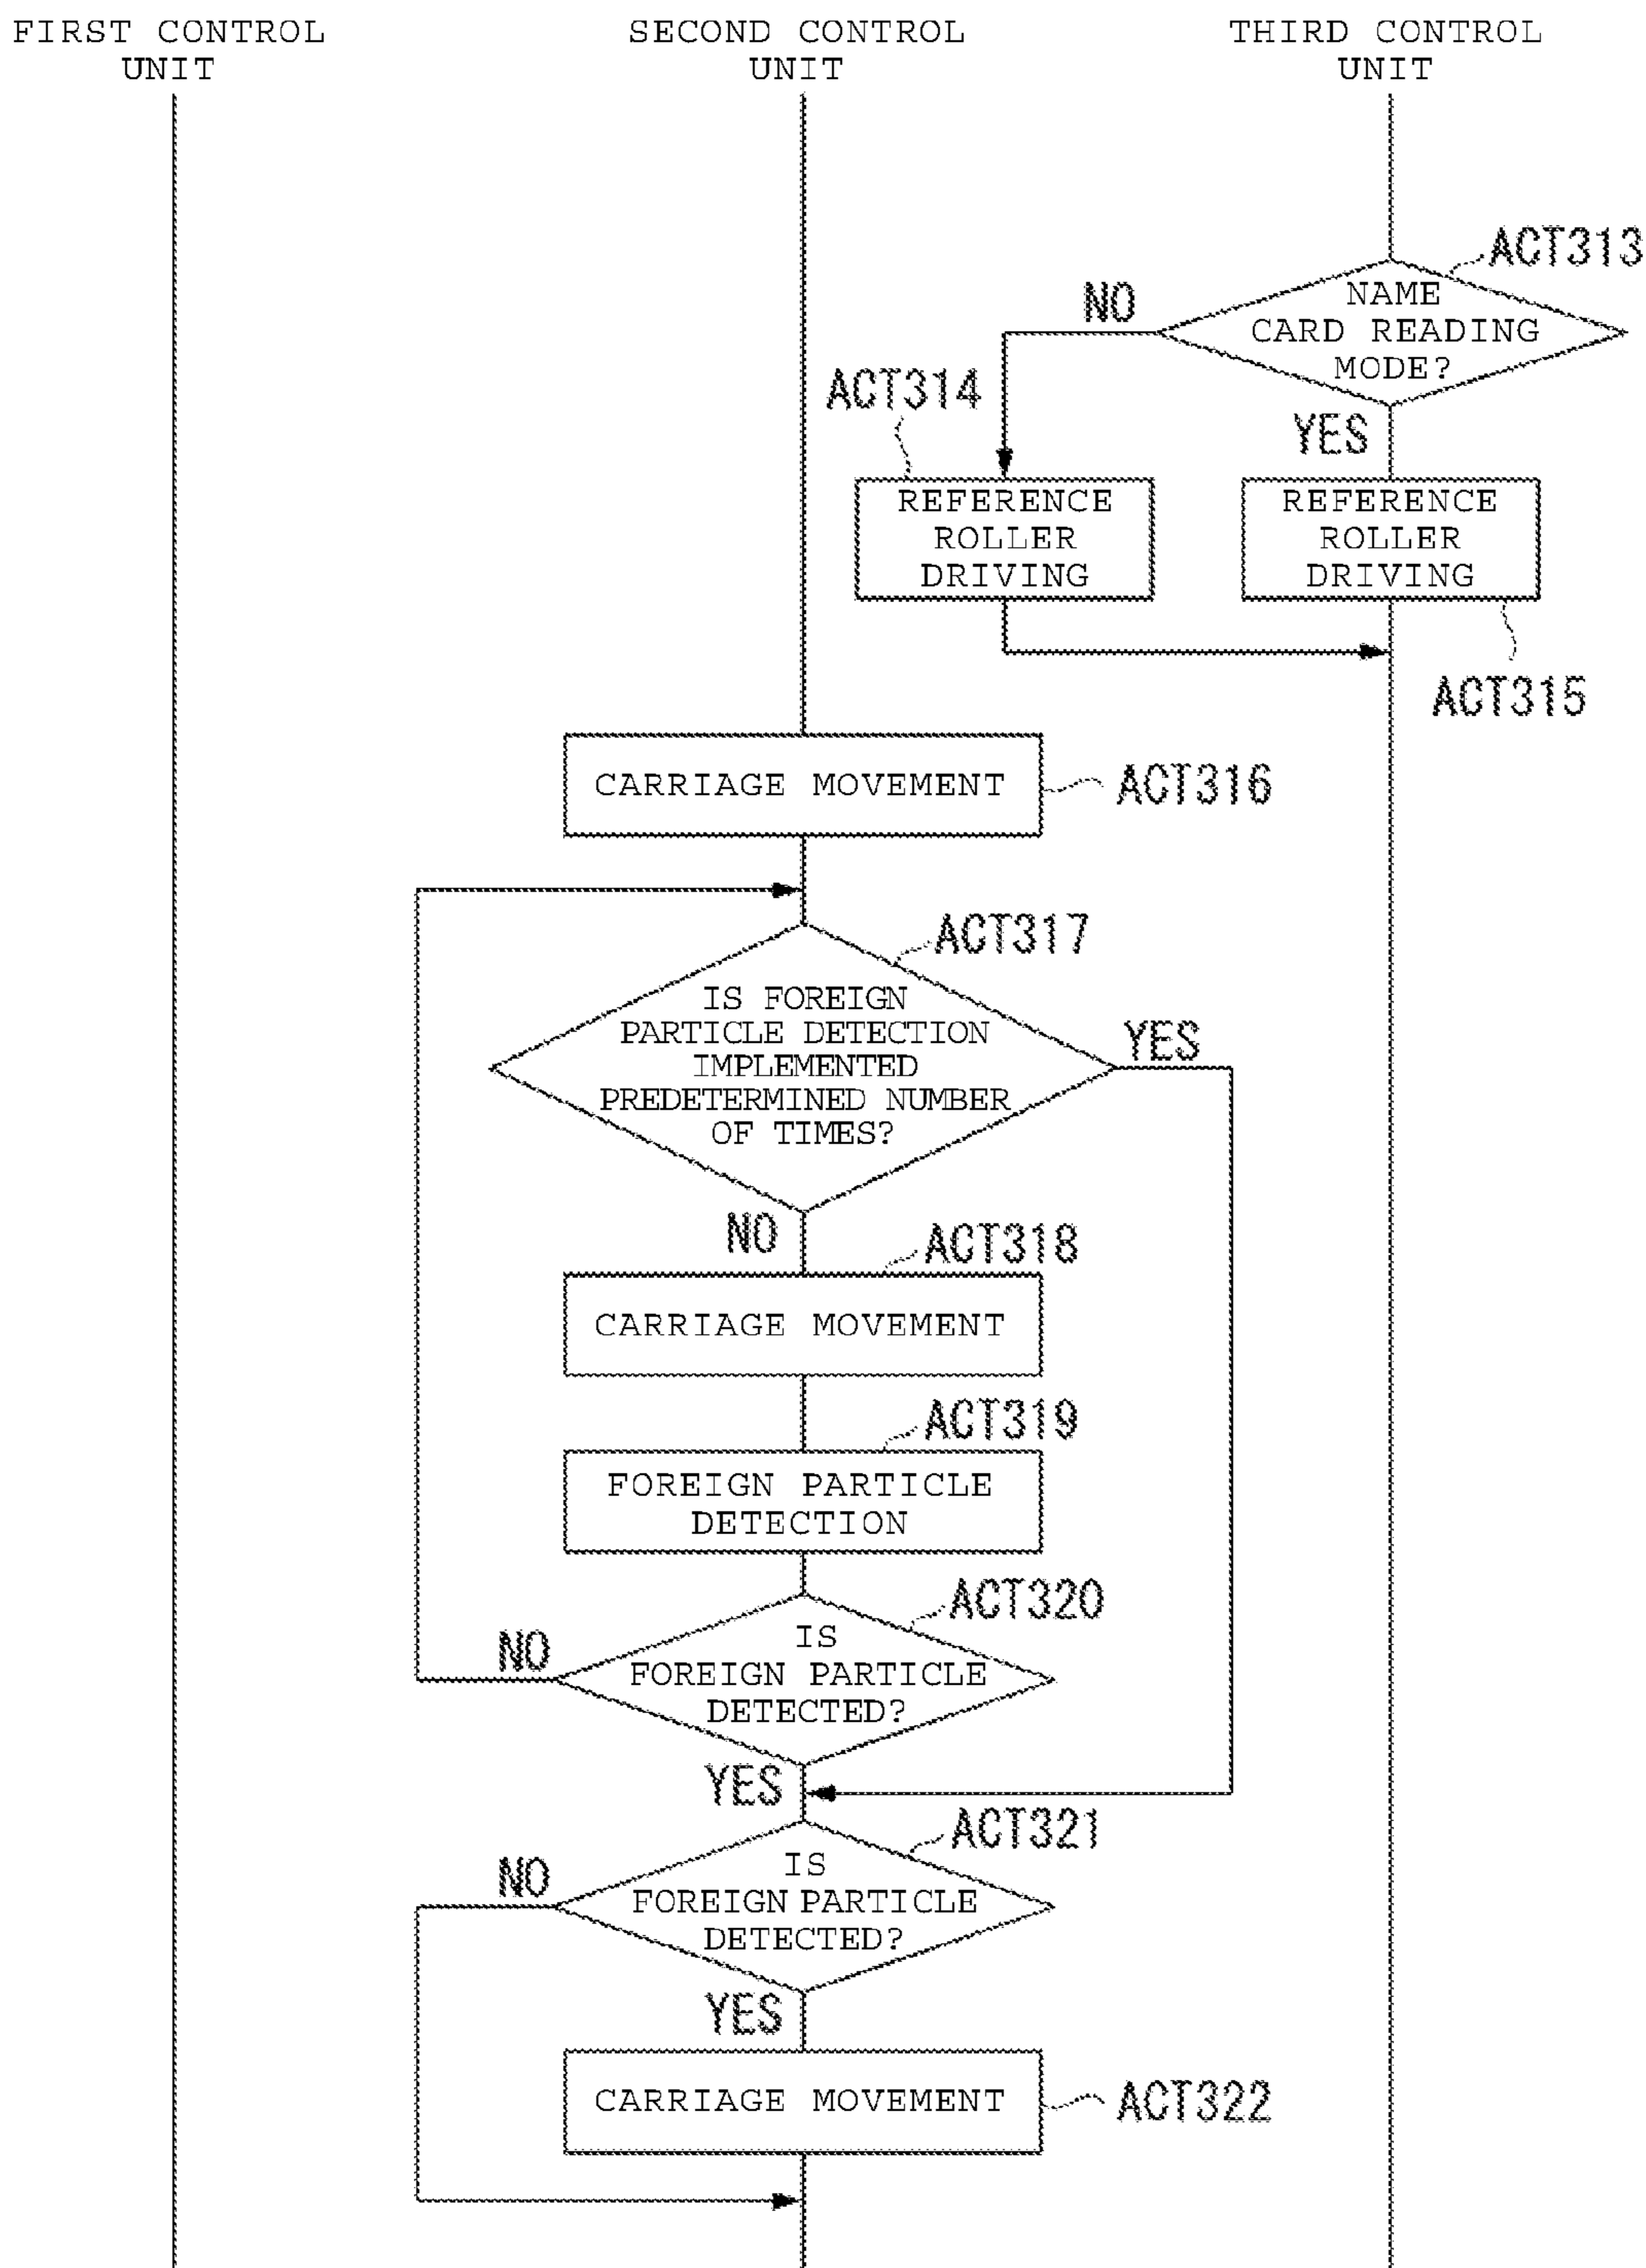 FIRST CONTROL
UNIT
SECOND CONTROL
UNIT
THIRD CONTROL
UNIT
ACT313
NAME
CARD READING
MODE?
NO
YES
ACT314
REFERENCE
ROLLER
DRIVING
REFERENCE
ROLLER
DRIVING
ACT315
CARRIAGE MOVEMENT
ACT316
ACT317
IS FOREIGN
PARTICLE DETECTION
IMPLEMENTED
PREDETERMINED NUMBER
OF TIMES?
YES
NO
ACT318
CARRIAGE MOVEMENT
ACT319
FOREIGN PARTICLE
DETECTION
ACT320
IS
FOREIGN PARTICLE
DETECTED?
NO
YES
ACT321
IS
FOREIGN PARTICLE
DETECTED?
NO
YES
CARRIAGE MOVEMENT
ACT322